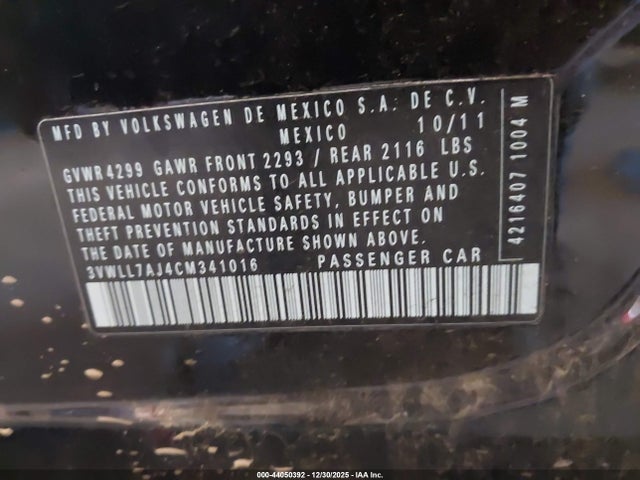 MFD BY VOLKSWAGEN DE MEXICO S.A. DE C.V.
MEXICO 10/11
GVWR 4299 GAWR FRONT 2293 / REAR 2116 LBS
THIS VEHICLE CONFORMS TO ALL APPLICABLE U.S.
FEDERAL MOTOR VEHICLE SAFETY, BUMPER AND
THEFT PREVENTION STANDARDS IN EFFECT ON
THE DATE OF MANUFACTURE SHOWN ABOVE.
3VWLL7AJ4CM341016 PASSENGER CAR
4216407 1004 M
000-44050392 - 12/30/2025 - IAA Inc.